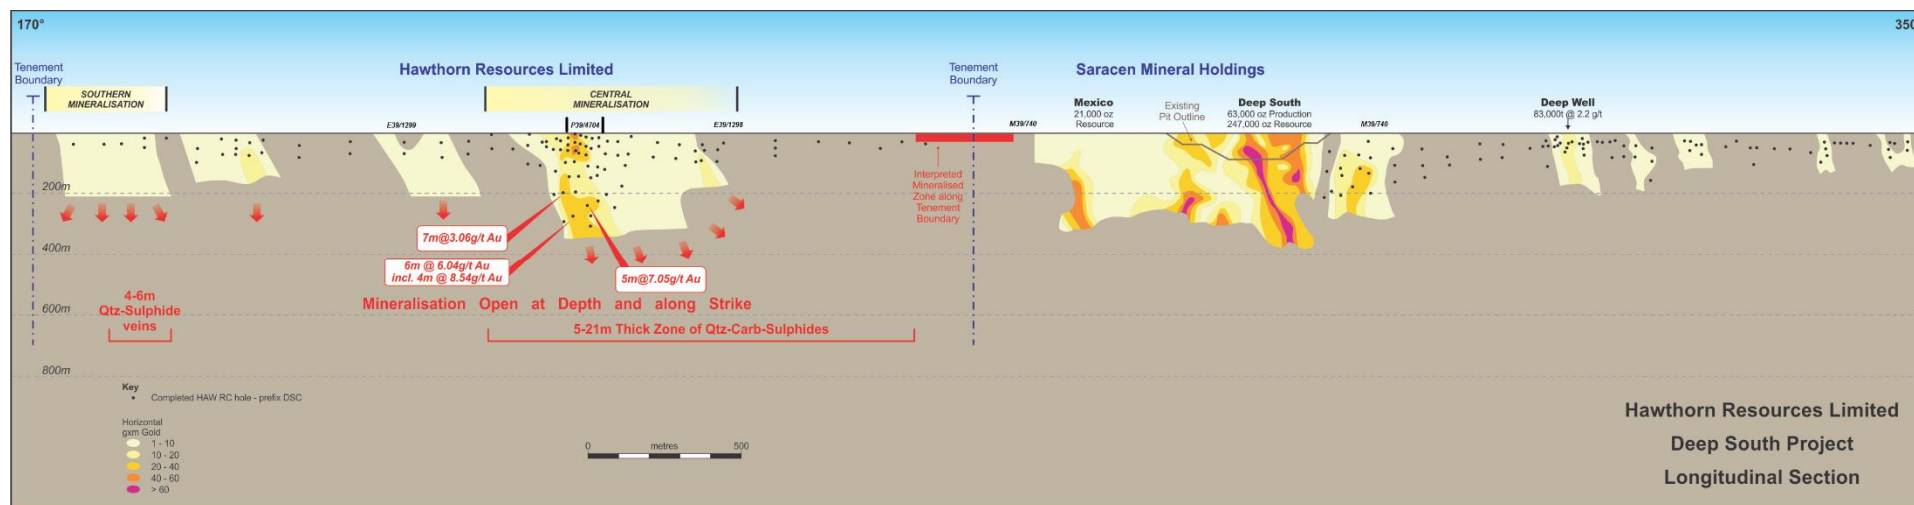 170°
350
Tenement
Boundary
Hawthorn Resources Limited
Tenement
Boundary
Saracen Mineral Holdings
SOUTHERN
MINERALISATION
CENTRAL
MINERALISATION
Mexico
21,000 oz
Resource
Existing
Pit Outline
Deep South
63,000 oz Production
247,000 oz Resource
Deep Well
83,000t @ 2.2 g/t
E39/1299
P39/4704
E39/1298
M39/740
M39/740
200m
Interpreted
Mineralised
Zone along
Tenement
Boundary
7m@3.06g/t Au
400m
6m @ 6.04g/t Au
incl. 4m @ 8.54g/t Au
5m@7.05g/t Au
4-6m
Qtz-Sulphide
veins
Mineralisation Open at Depth and along Strike
600m
5-21m Thick Zone of Qtz-Carb-Sulphides
800m
Key
Completed HAW RC hole - prefix DSC
Horizontal
gxm Gold
1 - 10
10 - 20
20 - 40
40 - 60
> 60
0 metres 500
Hawthorn Resources Limited
Deep South Project
Longitudinal Section